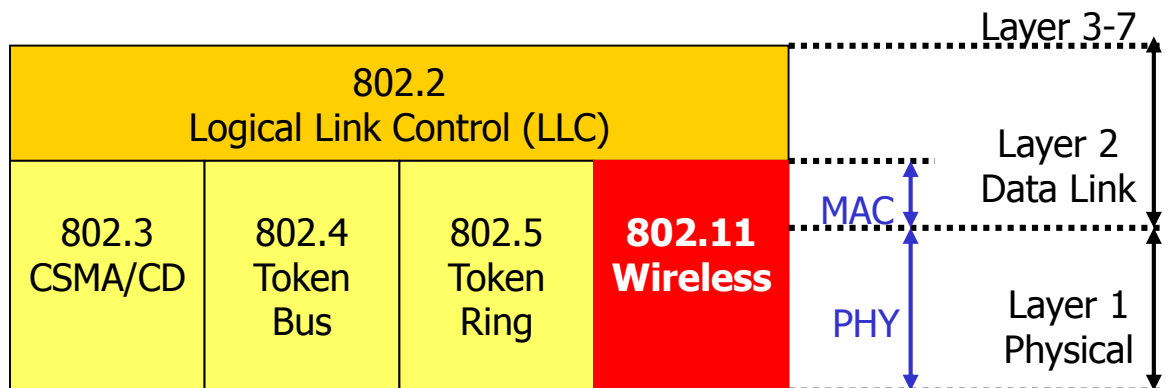 Layer 3-7
802.2
Logical Link Control (LLC)
Layer 2
Data Link
MAC
802.3
CSMA/CD
802.4
Token
Bus
802.5
Token
Ring
802.11
Wireless
PHY
Layer 1
Physical